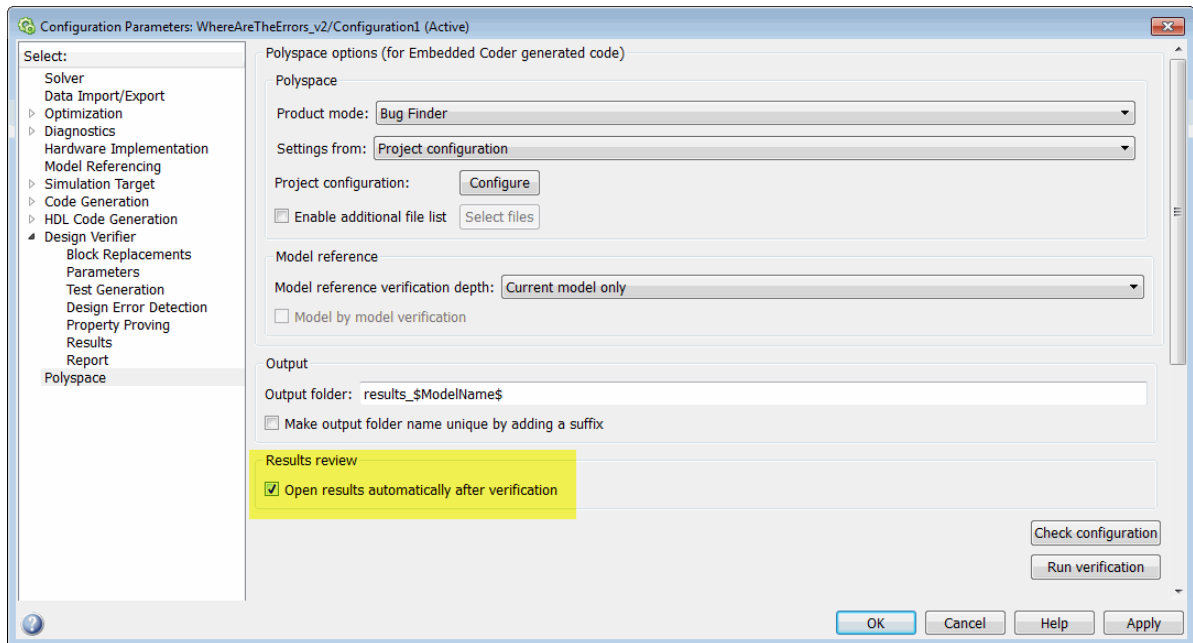 Configuration Parameters: WhereAreTheErrors_v2/Configuration1 (Active)
Select:
Solver
Data Import/Export
Optimization
Diagnostics
Hardware Implementation
Model Referencing
Simulation Target
Code Generation
HDL Code Generation
Design Verifier
Block Replacements
Parameters
Test Generation
Design Error Detection
Property Proving
Results
Report
Polyspace
Polyspace options (for Embedded Coder generated code)
Polyspace
Product mode: Bug Finder
Settings from: Project configuration
Project configuration: Configure
Enable additional file list Select files
Model reference
Model reference verification depth: Current model only
Model by model verification
Output
Output folder: results_$ModelName$
Make output folder name unique by adding a suffix
Results review
Open results automatically after verification
Check configuration
Run verification
OK Cancel Help Apply